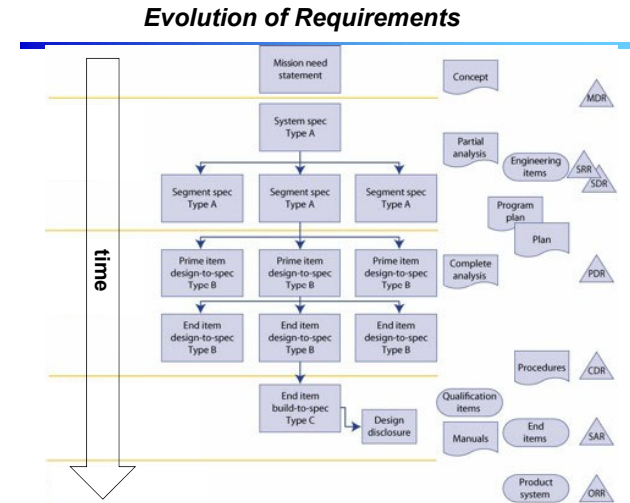 Evolution of Requirements
time
Mission need
statement
Concept
MDR
System spec
Type A
Partial
analysis
Engineering
items
SRR
SDR
Segment spec
Type A
Segment spec
Type A
Segment spec
Type A
Program
plan
Plan
Prime item
design-to-spec
Type B
Prime item
design-to-spec
Type B
Prime item
design-to-spec
Type B
Complete
analysis
PDR
End item
design-to-spec
Type B
End item
design-to-spec
Type B
End item
design-to-spec
Type B
Procedures
CDR
End item
build-to-spec
Type C
Design
disclosure
Qualification
items
Manuals
End
items
SAR
Product
system
ORR